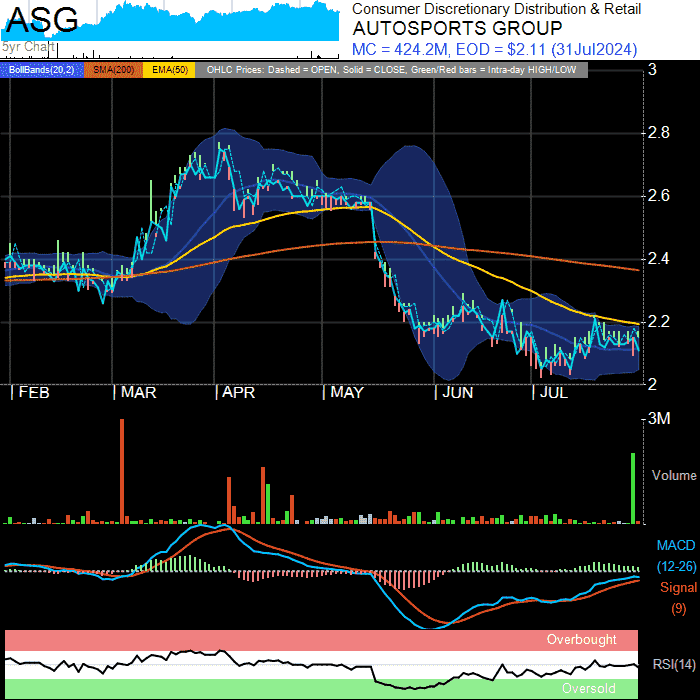 ASG
5yr Chart
Consumer Discretionary Distribution & Retail
AUTOSPORTS GROUP
MC = 424.2M, EOD = $2.11 (31Jul2024)
BollBands(20,2) SMA(200) EMA(50) OHLC Prices: Dashed = OPEN, Solid = CLOSE, Green/Red bars = Intra-day HIGH/LOW
3
2.8
2.6
2.4
2.2
2
| FEB | MAR | APR | MAY | JUN | JUL
3M
Volume
MACD
(12-26)
Signal
(9)
Overbought
RSI(14)
Oversold